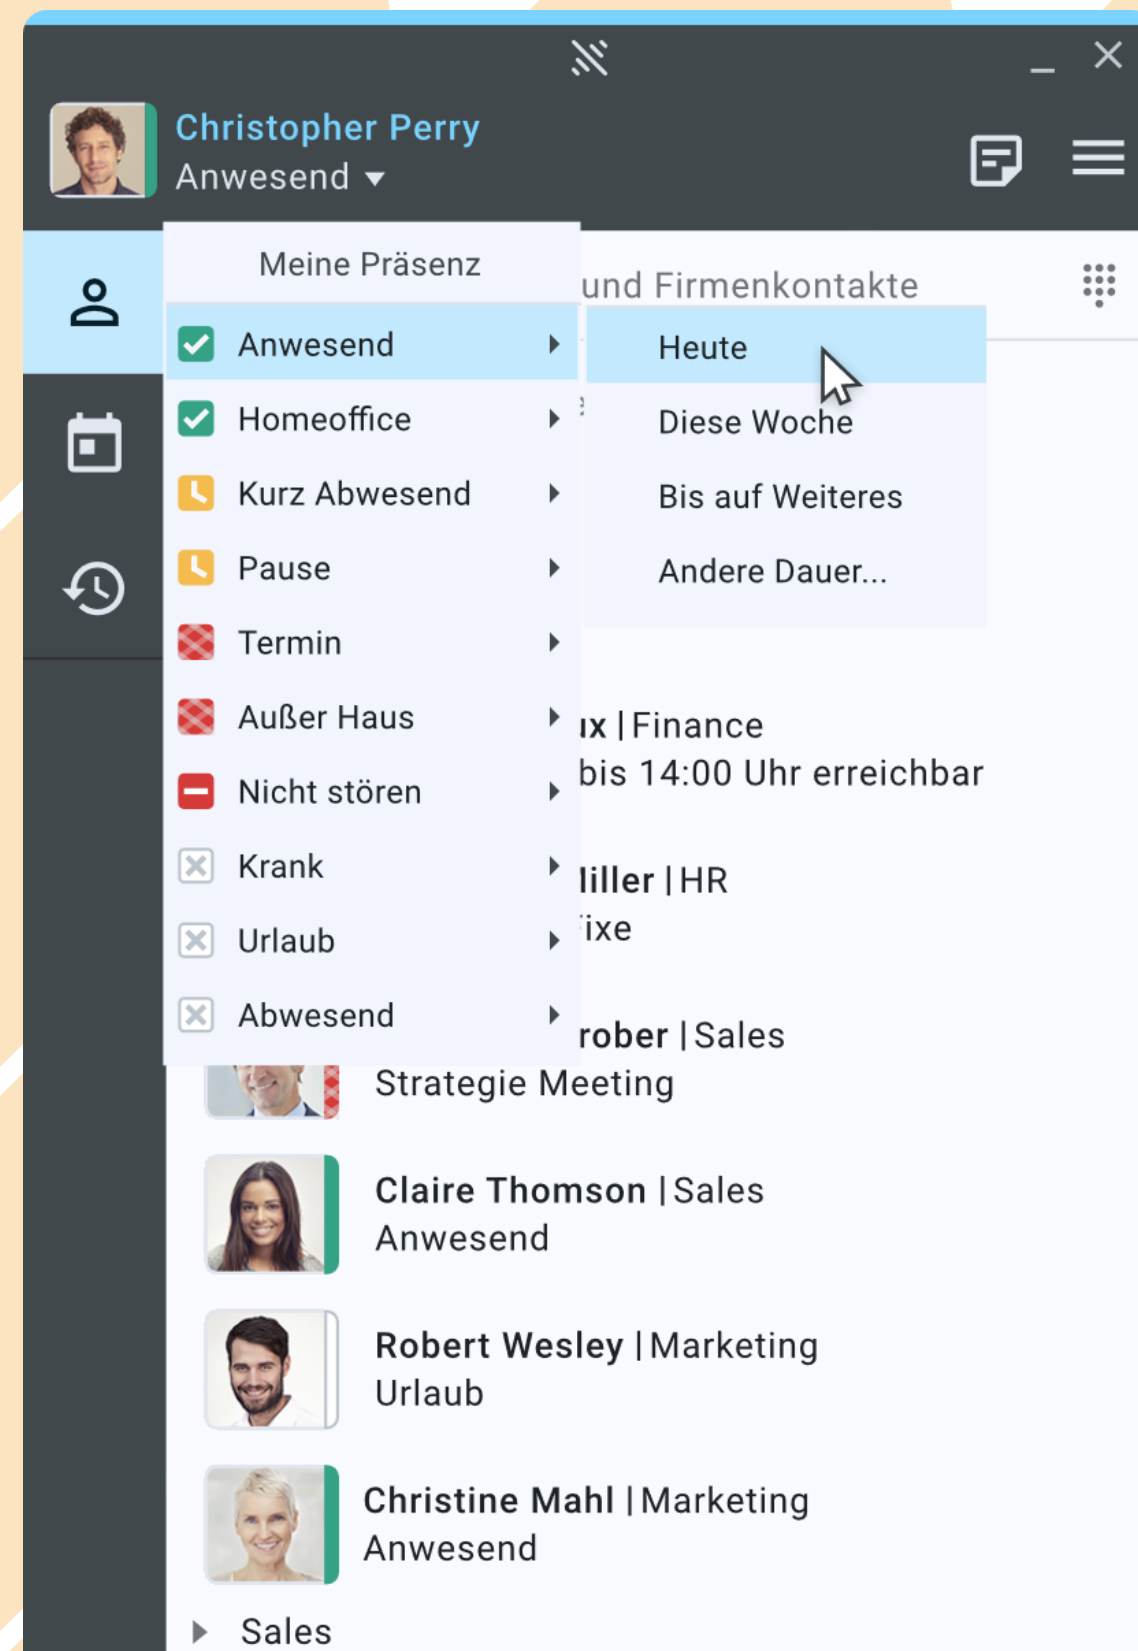 Christopher Perry
Anwesend
Meine Präsenz
und Firmenkontakte
Anwesend
Heute
Homeoffice
Diese Woche
Kurz Abwesend
Bis auf Weiteres
Pause
Andere Dauer...
Termin
Außer Haus
| Finance
Nicht stören
bis 14:00 Uhr erreichbar
Krank
| HR
Urlaub
Abwesend
| Sales
Strategie Meeting
Claire Thomson | Sales
Anwesend
Robert Wesley | Marketing
Urlaub
Christine Mahl | Marketing
Anwesend
Sales